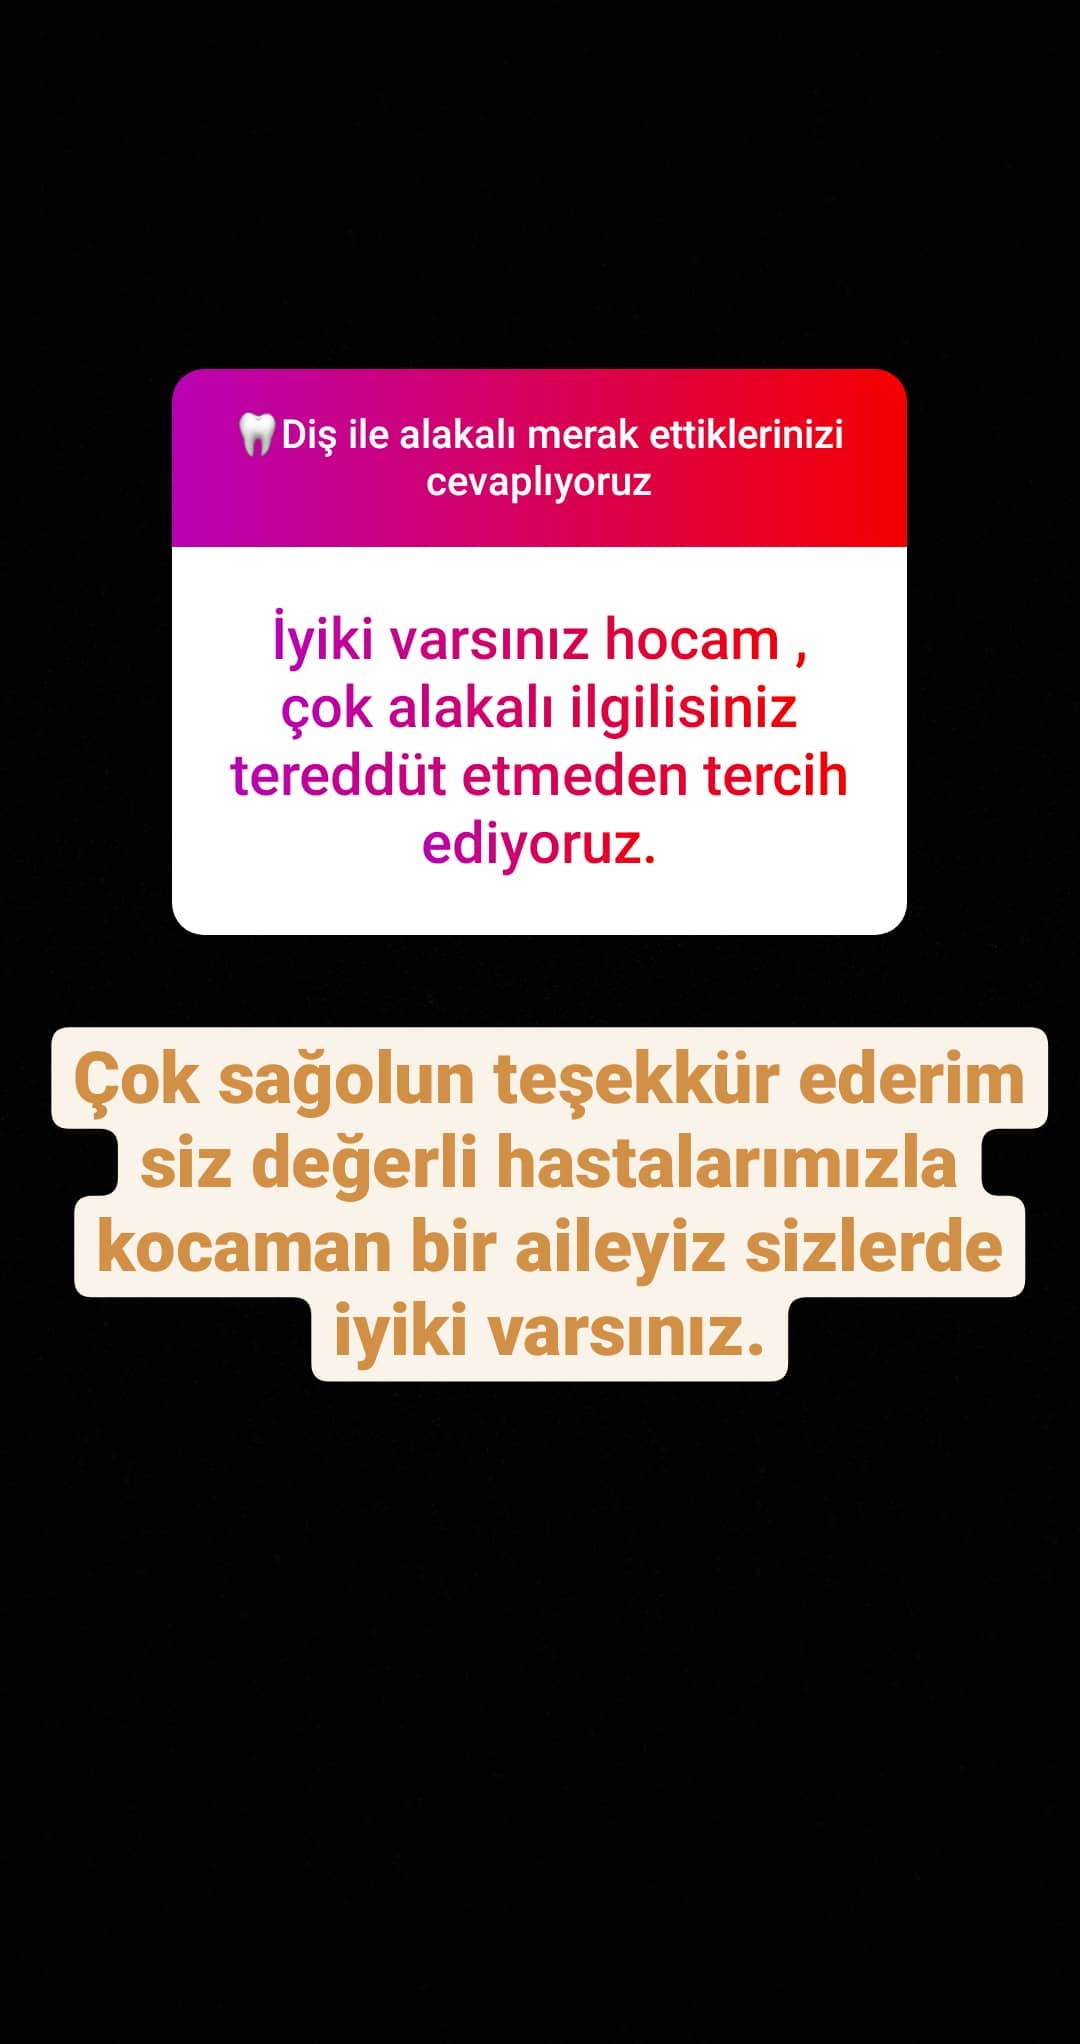 🦷Diş ile alakalı merak ettiklerinizi
cevaplıyoruz
İyiki varsınız hocam ,
çok alakalı ilgilisiniz
tereddüt etmeden tercih
ediyoruz.
Çok sağolun teşekkür ederim
siz değerli hastalarımızla
kocaman bir aileyiz sizlerde
iyiki varsınız.